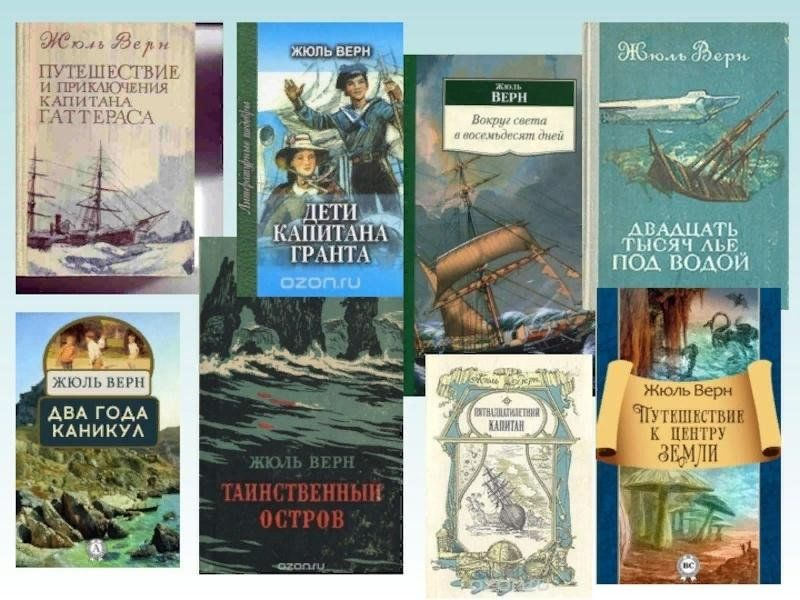 Жюль Верн
ПУТЕШЕСТВИЕ
И ПРИКЛЮЧЕНИЯ
КАПИТАНА
ГАТТЕРАСА
Литературные шедевры
ЖЮЛЬ ВЕРН
ДЕТИ
КАПИТАНА
ГРАНТА
ozon.ru
ЖЮЛЬ
ВЕРН
Вокруг света
в восемьдесят дней
Жюль Верн
ДВАДЦАТЬ
ТЫСЯЧ ЛЬЕ
ПОД ВОДОЙ
ЖЮЛЬ ВЕРН
ДВА ГОДА
КАНИКУЛ
ЖЮЛЬ ВЕРН
ТАИНСТВЕННЫЙ
ОСТРОВ
ozon.ru
Жюль Верн
ПЯТНАДЦАТИЛЕТНИЙ
КАПИТАН
Жюль Верн
ПУТЕШЕСТВИЕ
К ЦЕНТРУ
ЗЕМЛИ
ВС